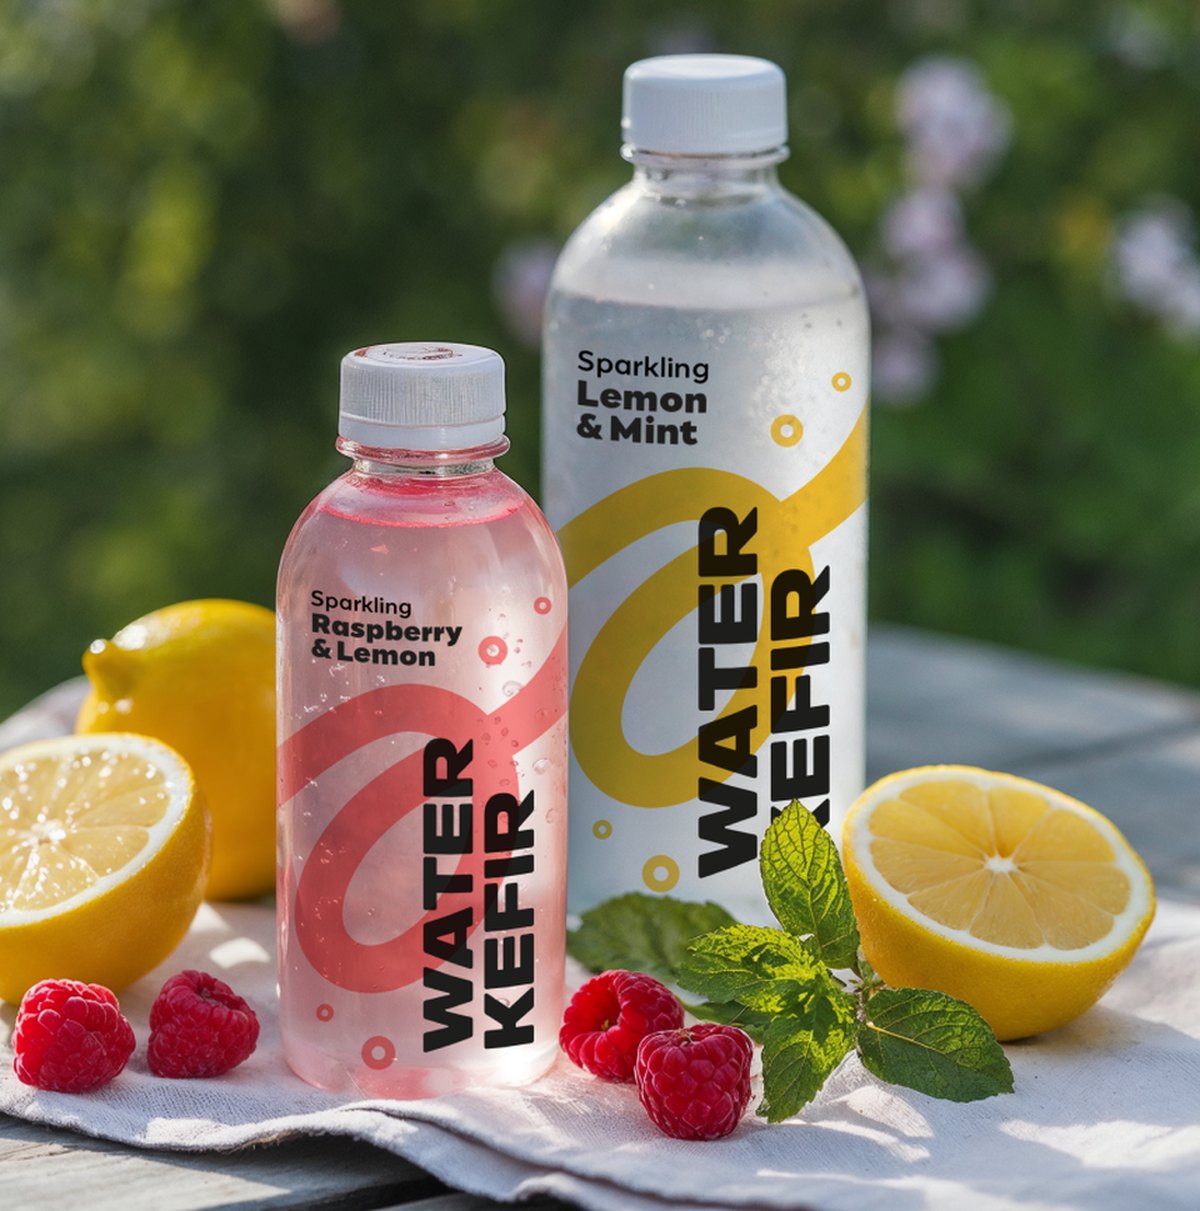 Sparkling
Lemon
& Mint
WATER
KEFIR
Sparkling
Raspberry
& Lemon
WATER
KEFIR